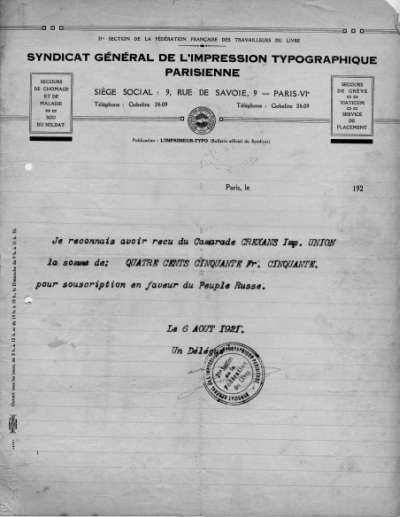 21e SECTION DE LA FÉDÉRATION FRANÇAISE DES TRAVAILLEURS DU LIVRE
SYNDICAT GÉNÉRAL DE L'IMPRESSION TYPOGRAPHIQUE
PARISIENNE
SECOURS
DE CHOMAGE
ET DE
MALADIE
SOU
DU SOLDAT
SIÈGE SOCIAL : 9, RUE DE SAVOIE, 9 — PARIS-VIe
Téléphone : Gobelins 26-09 Téléphone : Gobelins 26-09
SECOURS
DE GRÈVE
VIATICUM
SERVICE
DE
PLACEMENT
Publication : L'IMPRIMEUR-TYPO (Bulletin officiel du Syndicat)
Paris, le 192
Je reconnais avoir recu du Camarade CREXANS Imp. UNION
la somme de: QUATRE CENTS CINQUANTE Fr. CINQUANTE.
pour souscription en faveur du Peuple Russe.
Le 6 AOUT 1921.
Un Délégué